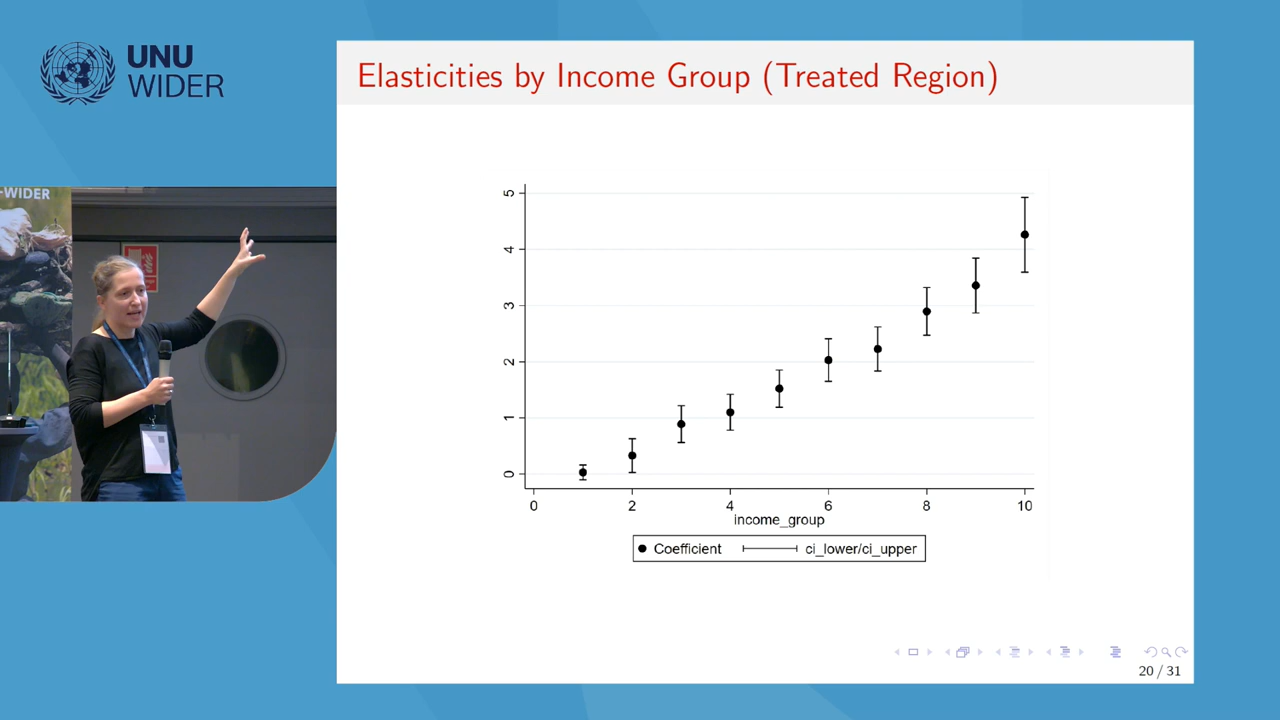 UNU
WIDER
-WIDER
Elasticities by Income Group (Treated Region)
5
4
3
2
1
0
0 2 4 6 8 10
income_group
Coefficient ci_lower/ci_upper
20 / 31